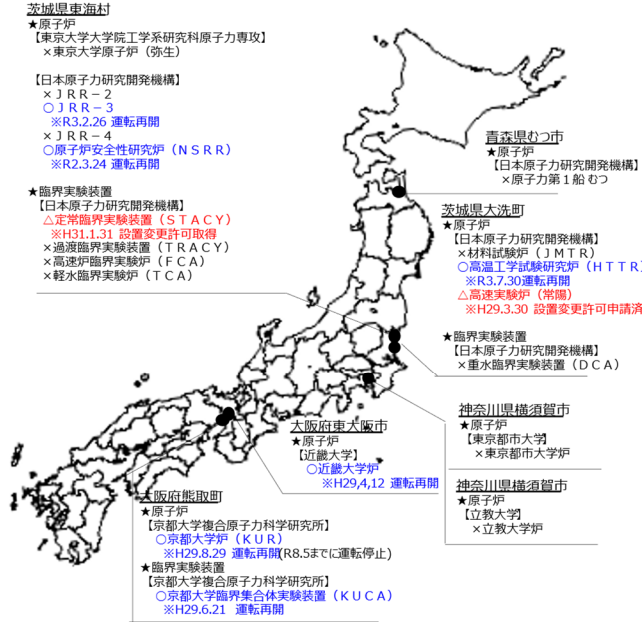 茨城県東海村
★原子炉
【東京大学大学院工学系研究科原子力専攻】
×東京大学原子炉（弥生）
【日本原子力研究開発機構】
×ＪＲＲ－２
○ＪＲＲ－３
※R3.2.26 運転再開
×ＪＲＲ－４
○原子炉安全性研究炉（ＮＳＲＲ）
※R2.3.24 運転再開
★臨界実験装置
【日本原子力研究開発機構】
△定常臨界実験装置（ＳＴＡＣＹ）
※H31.1.31 設置変更許可取得
×過渡臨界実験装置（ＴＲＡＣＹ）
×高速炉臨界実験装置（ＦＣＡ）
×軽水臨界実験装置（ＴＣＡ）
青森県むつ市
★原子炉
【日本原子力研究開発機構】
×原子力第１船 むつ
茨城県大洗町
★原子炉
【日本原子力研究開発機構】
×材料試験炉（ＪＭＴＲ）
○高温工学試験研究炉（ＨＴＴＲ）
※R3.7.30運転再開
△高速実験炉（常陽）
※H29.3.30 設置変更許可申請済
★臨界実験装置
【日本原子力研究開発機構】
×重水臨界実験装置（ＤＣＡ）
神奈川県横須賀市
★原子炉
【東京都市大学】
×東京都市大学炉
神奈川県横須賀市
★原子炉
【立教大学】
×立教大学炉
大阪府東大阪市
★原子炉
【近畿大学】
○近畿大学炉
※H29,4,12 運転再開
大阪府熊取町
★原子炉
【京都大学複合原子力科学研究所】
○京都大学炉（ＫＵＲ）
※H29.8.29 運転再開(R8.5までに運転停止)
★臨界実験装置
【京都大学複合原子力科学研究所】
○京都大学臨界集合体実験装置（ＫＵＣＡ）
※H29.6.21 運転再開